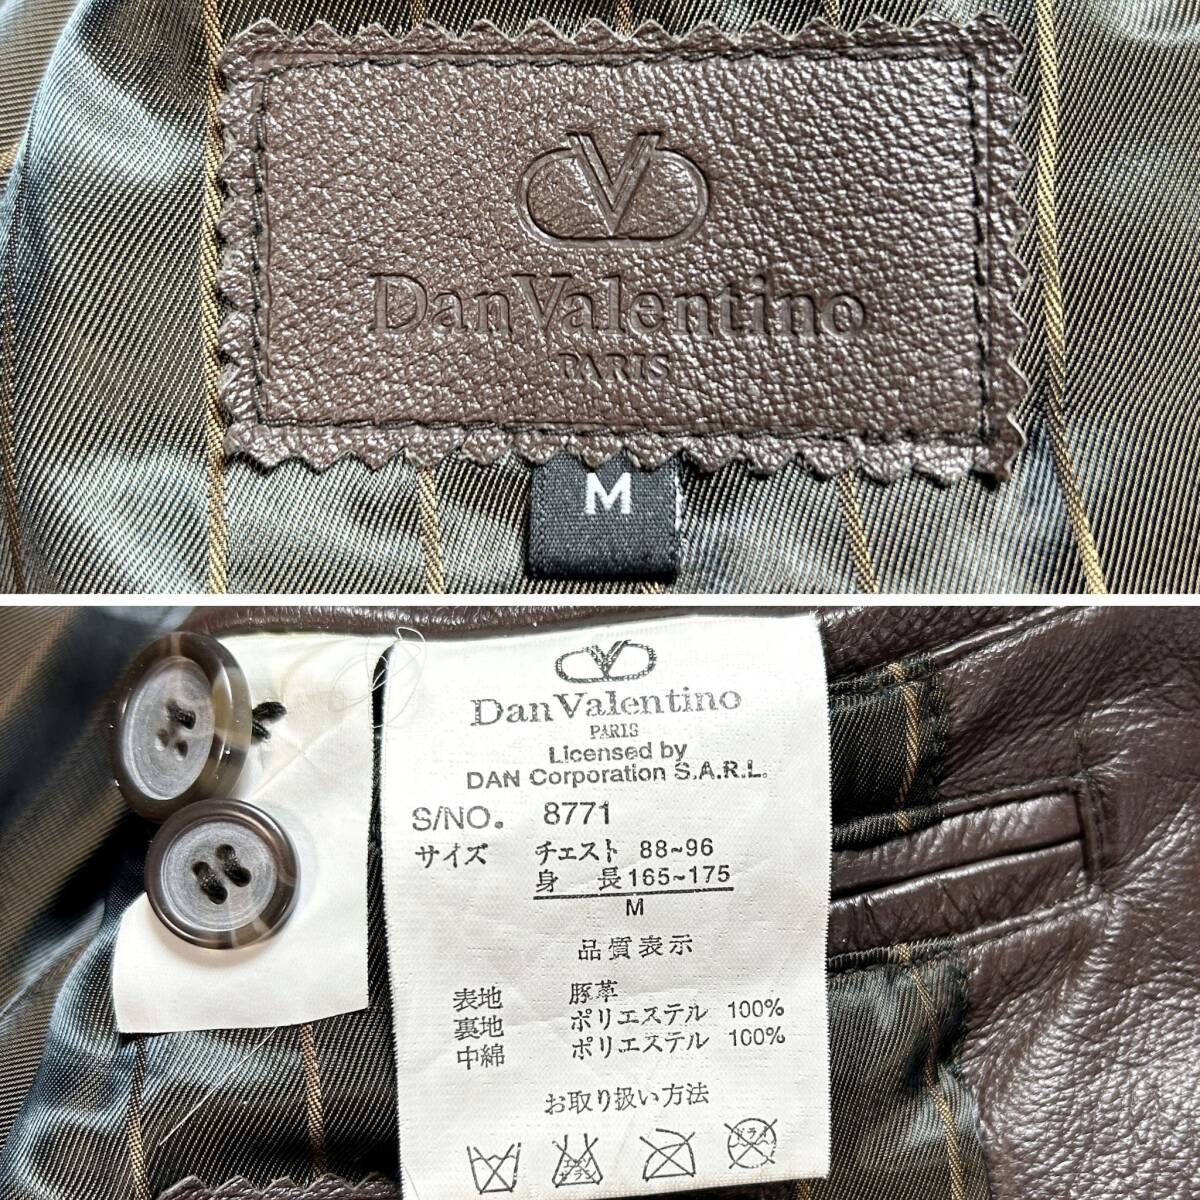 Dan Valentino
PARIS
M
Dan Valentino
PARIS
Licensed by
DAN Corporation S.A.R.L.
S/NO. 8771
サイズ チェスト 88~96
身 長 165~175
M
品質表示
表地 豚革
裏地 ポリエステル 100%
中綿 ポリエステル 100%
お取り扱い方法